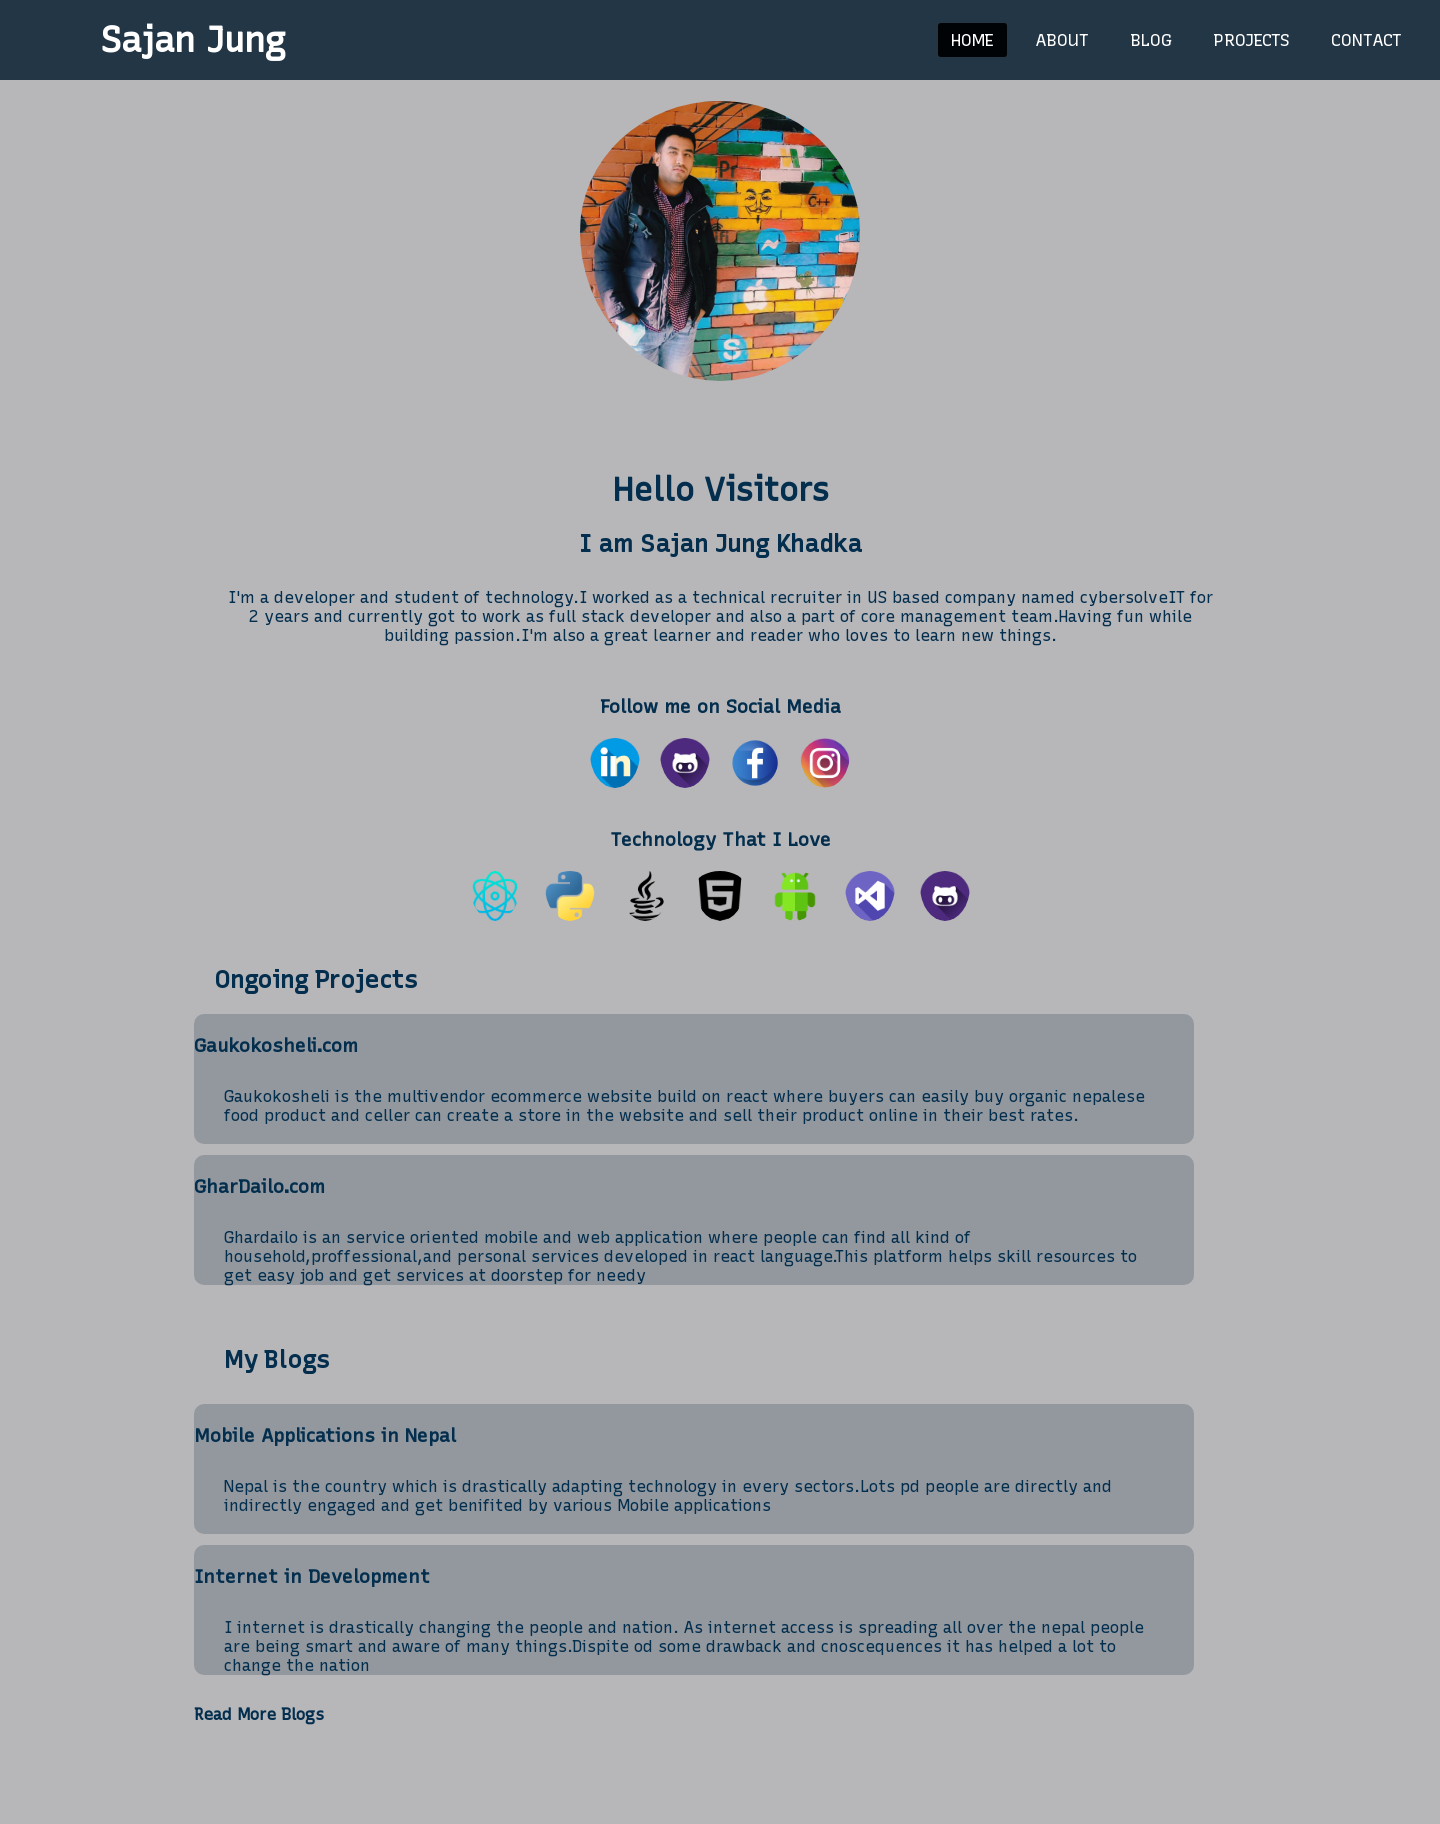 Sajan Jung
HOME ABOUT BLOG PROJECTS CONTACT
Pr
C++
Hello Visitors
I am Sajan Jung Khadka
I'm a developer and student of technology.I worked as a technical recruiter in US based company named cybersolveIT for
2 years and currently got to work as full stack developer and also a part of core management team.Having fun while
building passion.I'm also a great learner and reader who loves to learn new things.
Follow me on Social Media
in
f
Technology That I Love
5
Ongoing Projects
Gaukokosheli.com
Gaukokosheli is the multivendor ecommerce website build on react where buyers can easily buy organic nepalese
food product and celler can create a store in the website and sell their product online in their best rates.
GharDailo.com
Ghardailo is an service oriented mobile and web application where people can find all kind of
household,proffessional,and personal services developed in react language.This platform helps skill resources to
get easy job and get services at doorstep for needy
My Blogs
Mobile Applications in Nepal
Nepal is the country which is drastically adapting technology in every sectors.Lots pd people are directly and
indirectly engaged and get benifited by various Mobile applications
Internet in Development
I internet is drastically changing the people and nation. As internet access is spreading all over the nepal people
are being smart and aware of many things.Dispite od some drawback and cnoscequences it has helped a lot to
change the nation
Read More Blogs